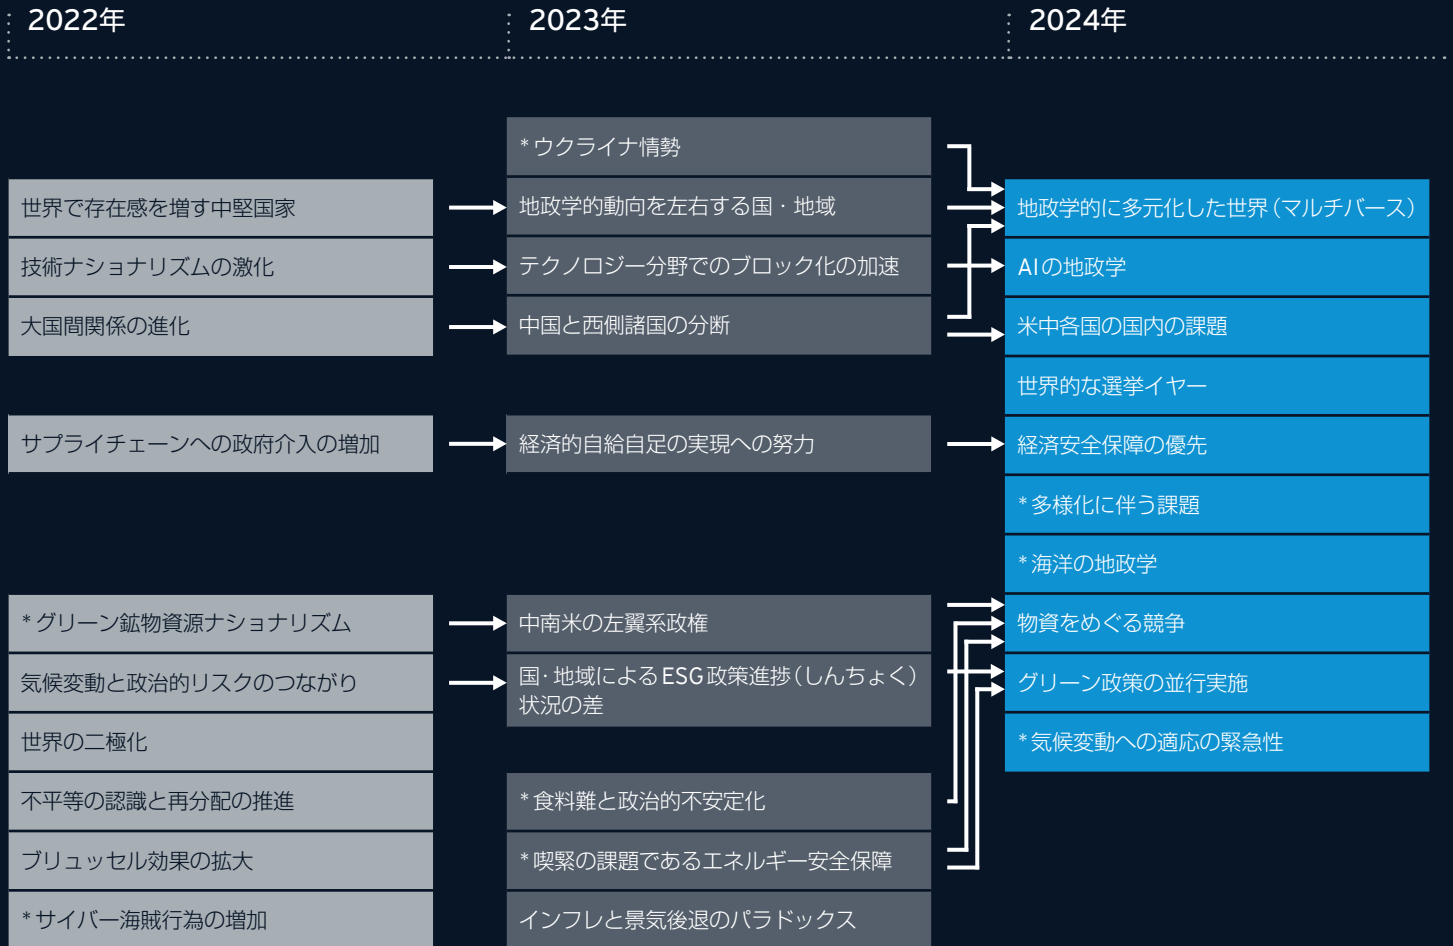 2022年
2023年
2024年
世界で存在感を増す中堅国家
技術ナショナリズムの激化
大国間関係の進化
サプライチェーンへの政府介入の増加
*グリーン鉱物資源ナショナリズム
気候変動と政治的リスクのつながり
世界の二極化
不平等の認識と再分配の推進
ブリュッセル効果の拡大
*サイバー海賊行為の増加
*ウクライナ情勢
地政学的動向を左右する国・地域
テクノロジー分野でのブロック化の加速
中国と西側諸国の分断
経済的自給自足の実現への努力
中南米の左翼系政権
国・地域によるESG政策進捗(しんちょく)
状況の差
*食料難と政治的不安定化
*喫緊の課題であるエネルギー安全保障
インフレと景気後退のパラドックス
地政学的に多元化した世界(マルチバース)
AIの地政学
米中各国の国内の課題
世界的な選挙イヤー
経済安全保障の優先
*多様化に伴う課題
*海洋の地政学
物資をめぐる競争
グリーン政策の並行実施
*気候変動への適応の緊急性